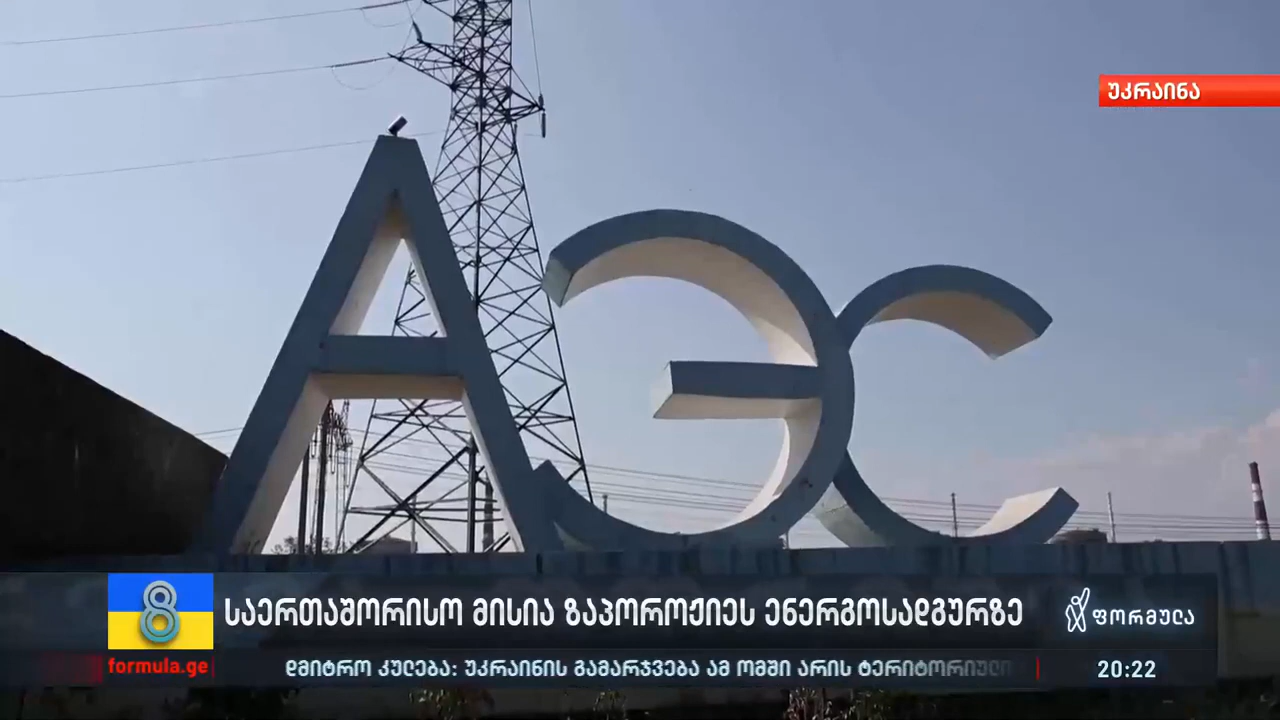 უკრაინა
АЭС
8
საერთაშორისო მისია ზაპოროჟიეს ენერგოსადგურზე
ფორმულა
formula.ge
დმიტრო კულება: უკრაინის გამარჯვება ამ ომში არის
20:22